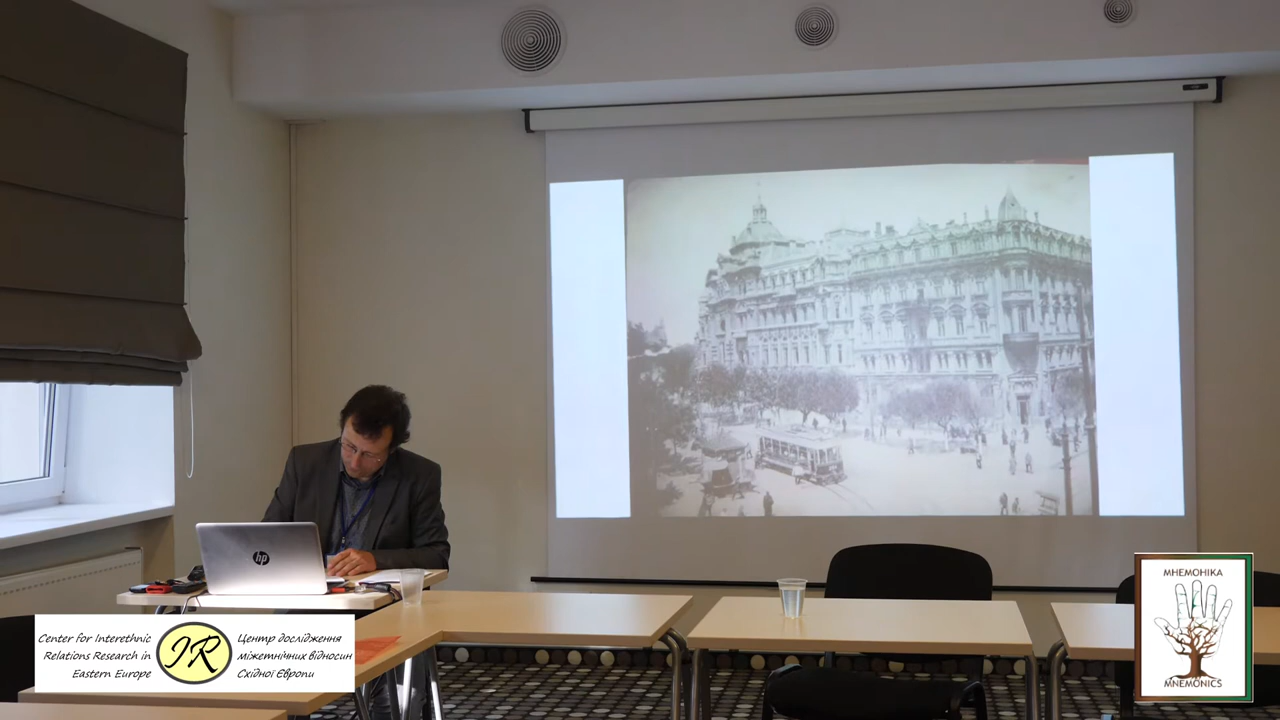 hp
Center for Interethnic
Relations Research in
Eastern Europe
IR
Центр дослідження
міжетнічних відносин
Східної Європи
МНЕМОНІКА
MNEMONICS